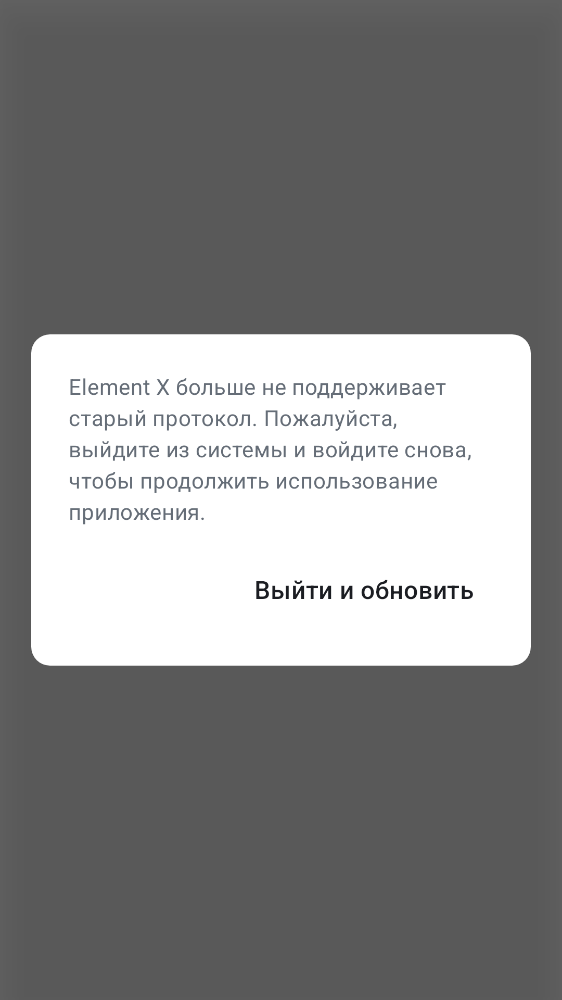 Element X больше не поддерживает
старый протокол. Пожалуйста,
выйдите из системы и войдите снова,
чтобы продолжить использование
приложения.
Выйти и обновить